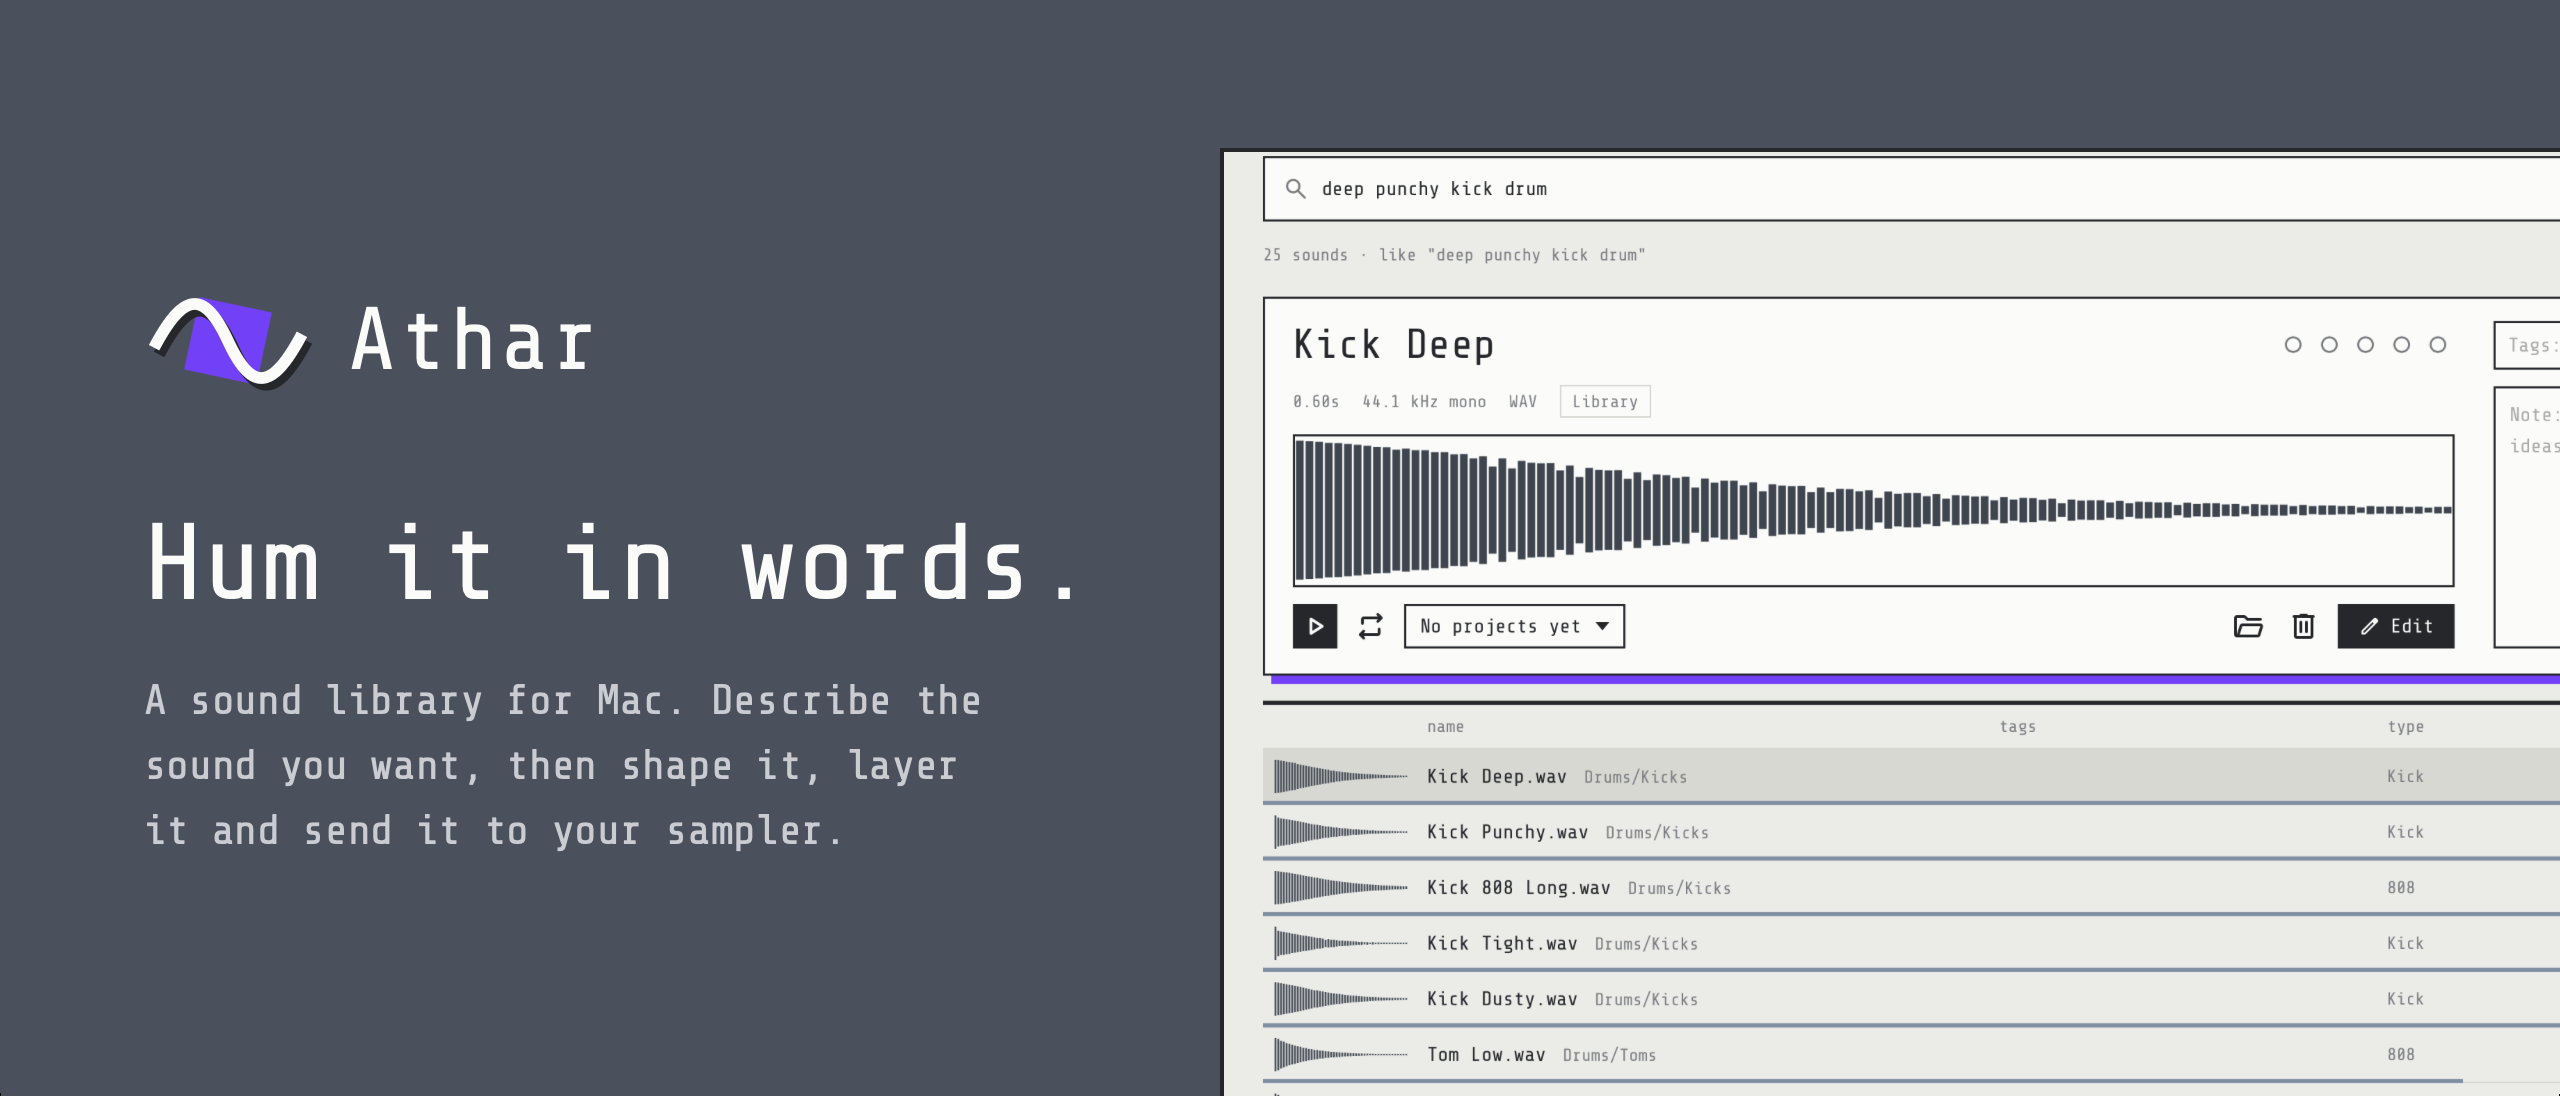 Athar
Hum it in words.
A sound library for Mac. Describe the
sound you want, then shape it, layer
it and send it to your sampler.
deep punchy kick drum
25 sounds · like "deep punchy kick drum"
Kick Deep
0.60s 44.1 kHz mono WAV Library
No projects yet
Edit
Tags:
Note:
ideas
name tags type
Kick Deep.wav Drums/Kicks Kick
Kick Punchy.wav Drums/Kicks Kick
Kick 808 Long.wav Drums/Kicks 808
Kick Tight.wav Drums/Kicks Kick
Kick Dusty.wav Drums/Kicks Kick
Tom Low.wav Drums/Toms 808